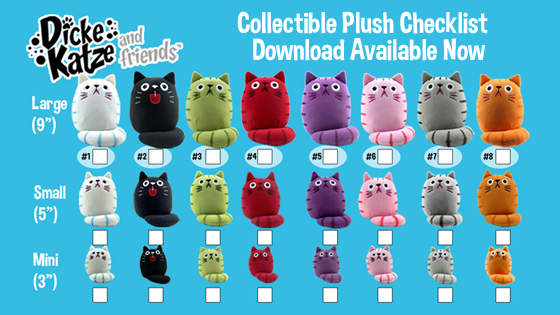 Dicke
Katze and
friends™
Collectible Plush Checklist
Download Available Now
Large
(9”)
#1 #2 #3 #4 #5 #6 #7 #8
Small
(5”)
Mini
(3”)